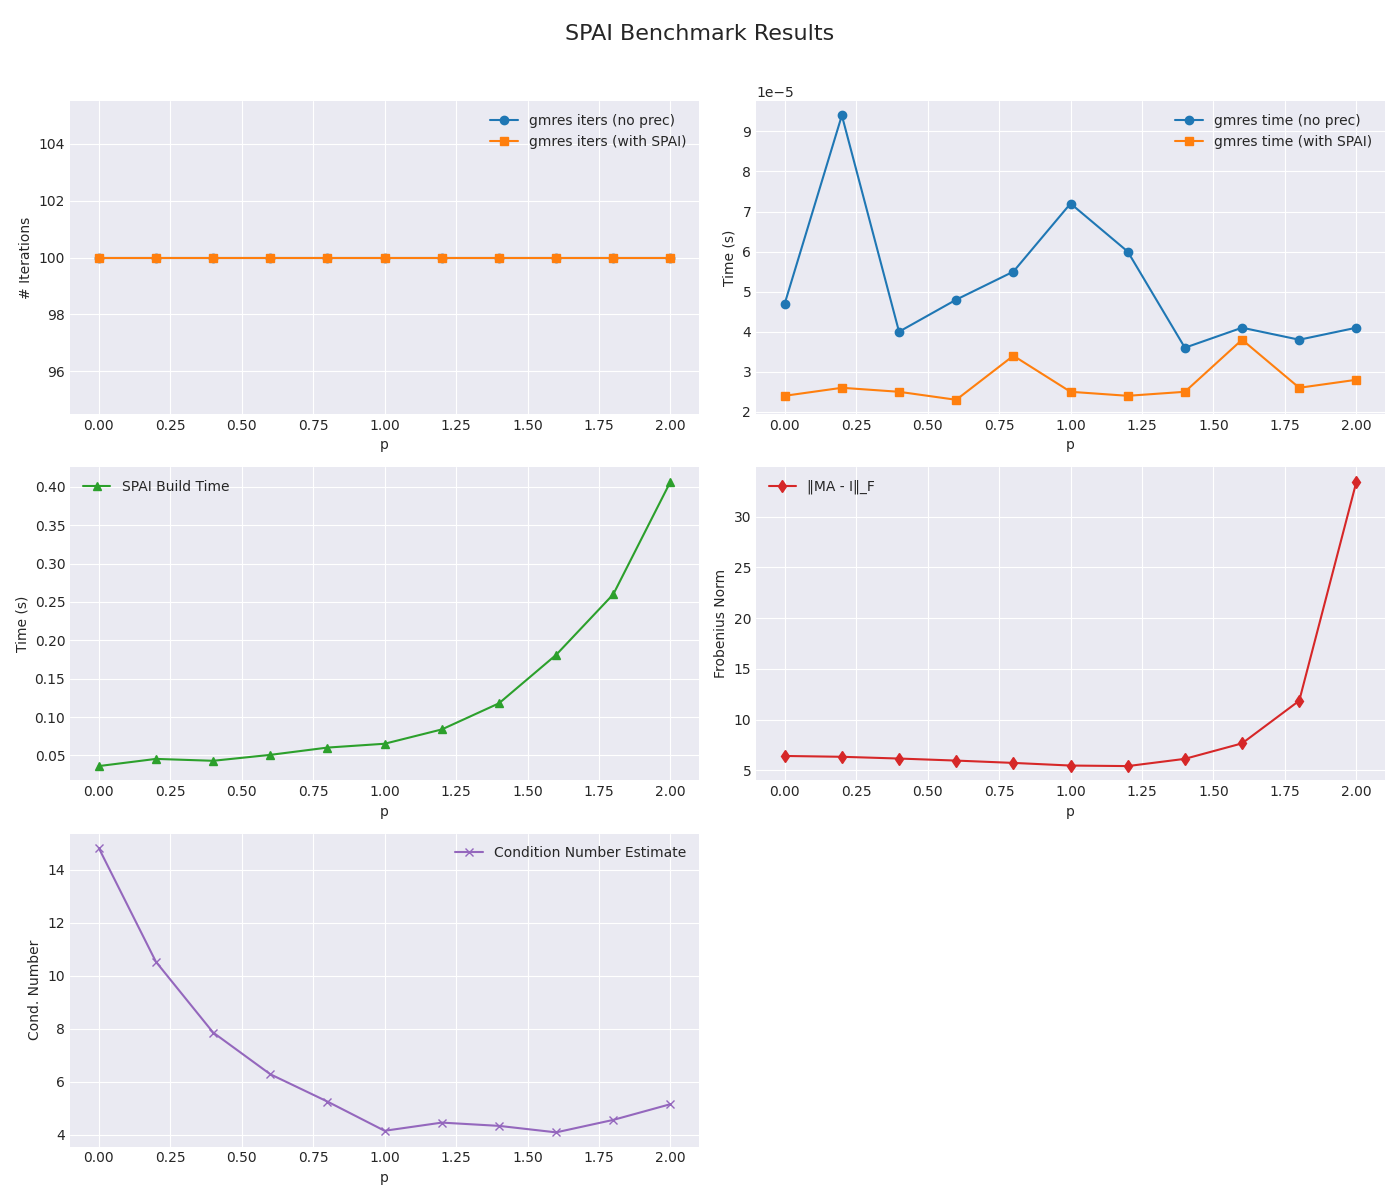 SPAI Benchmark Results
gmres iters (no prec)
gmres iters (with SPAI)
104
102
100
98
96
# Iterations
0.00 0.25 0.50 0.75 1.00 1.25 1.50 1.75 2.00
p
1e−5
gmres time (no prec)
gmres time (with SPAI)
9
8
7
6
5
4
3
2
Time (s)
0.00 0.25 0.50 0.75 1.00 1.25 1.50 1.75 2.00
p
SPAI Build Time
0.40
0.35
0.30
0.25
0.20
0.15
0.10
0.05
Time (s)
0.00 0.25 0.50 0.75 1.00 1.25 1.50 1.75 2.00
p
‖MA - I‖_F
30
25
20
15
10
5
Frobenius Norm
0.00 0.25 0.50 0.75 1.00 1.25 1.50 1.75 2.00
p
Condition Number Estimate
14
12
10
8
6
4
Cond. Number
0.00 0.25 0.50 0.75 1.00 1.25 1.50 1.75 2.00
p